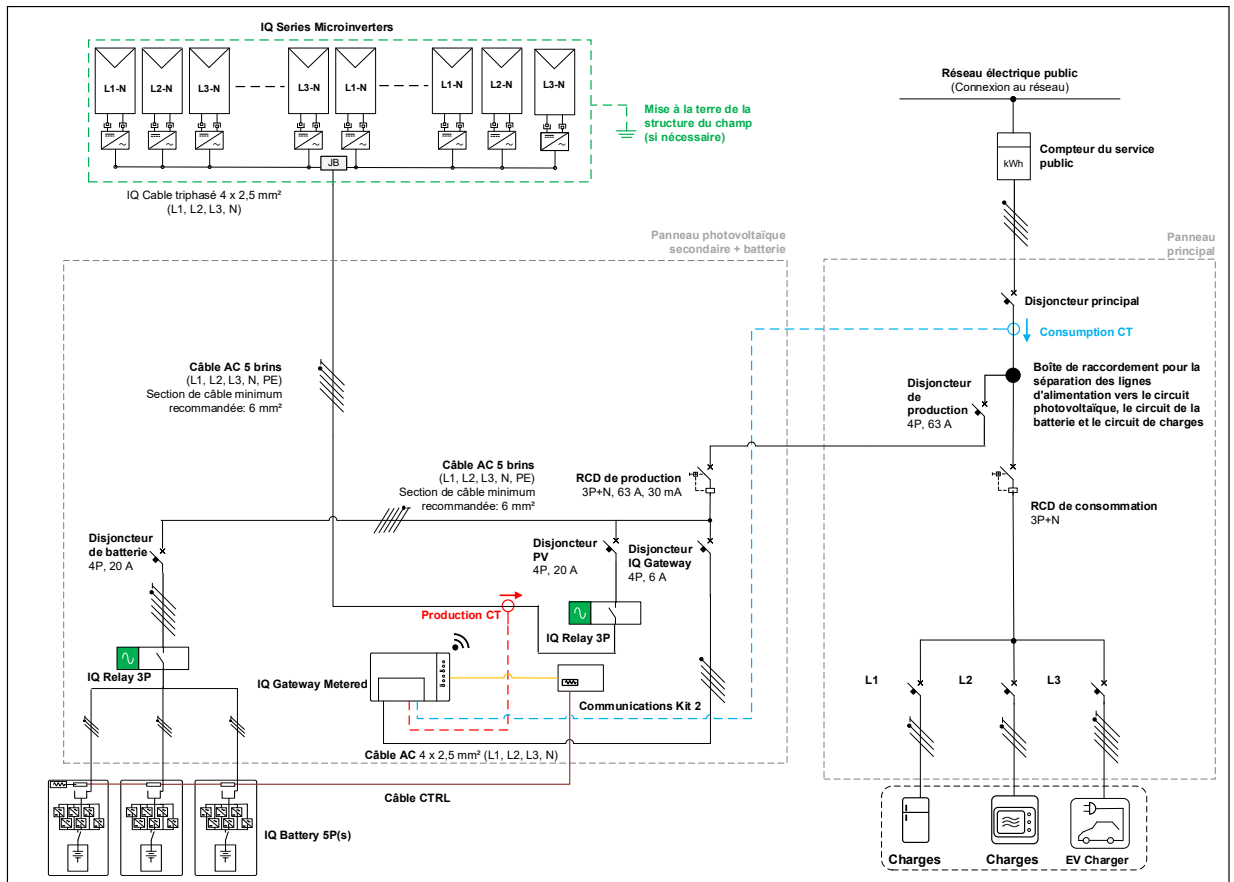 IQ Series Microinverters
L1-N
L2-N
L3-N
L3-N
L1-N
L1-N
L2-N
L3-N
JB
IQ Cable triphasé 4 x 2,5 mm²
(L1, L2, L3, N)
Mise à la terre de la
structure du champ
(si nécessaire)
Réseau électrique public
(Connexion au réseau)
kWh
Compteur du service
public
Panneau photovoltaïque
secondaire + batterie
Panneau
principal
Disjoncteur principal
Consumption CT
Boîte de raccordement pour la
séparation des lignes
d'alimentation vers le circuit
photovoltaïque, le circuit de la
batterie et le circuit de charges
Disjoncteur
de
production
4P, 63 A
Câble AC 5 brins
(L1, L2, L3, N, PE)
Section de câble minimum
recommandée: 6 mm²
Câble AC 5 brins
(L1, L2, L3, N, PE)
Section de câble minimum
recommandée: 6 mm²
RCD de production
3P+N, 63 A, 30 mA
RCD de consommation
3P+N
Disjoncteur
de batterie
4P, 20 A
Disjoncteur
PV
4P, 20 A
Disjoncteur
IQ Gateway
4P, 6 A
Production CT
IQ Relay 3P
IQ Relay 3P
IQ Gateway Metered
Communications Kit 2
Câble AC 4 x 2,5 mm² (L1, L2, L3, N)
Câble CTRL
IQ Battery 5P(s)
L1
L2
L3
Charges
Charges
EV Charger